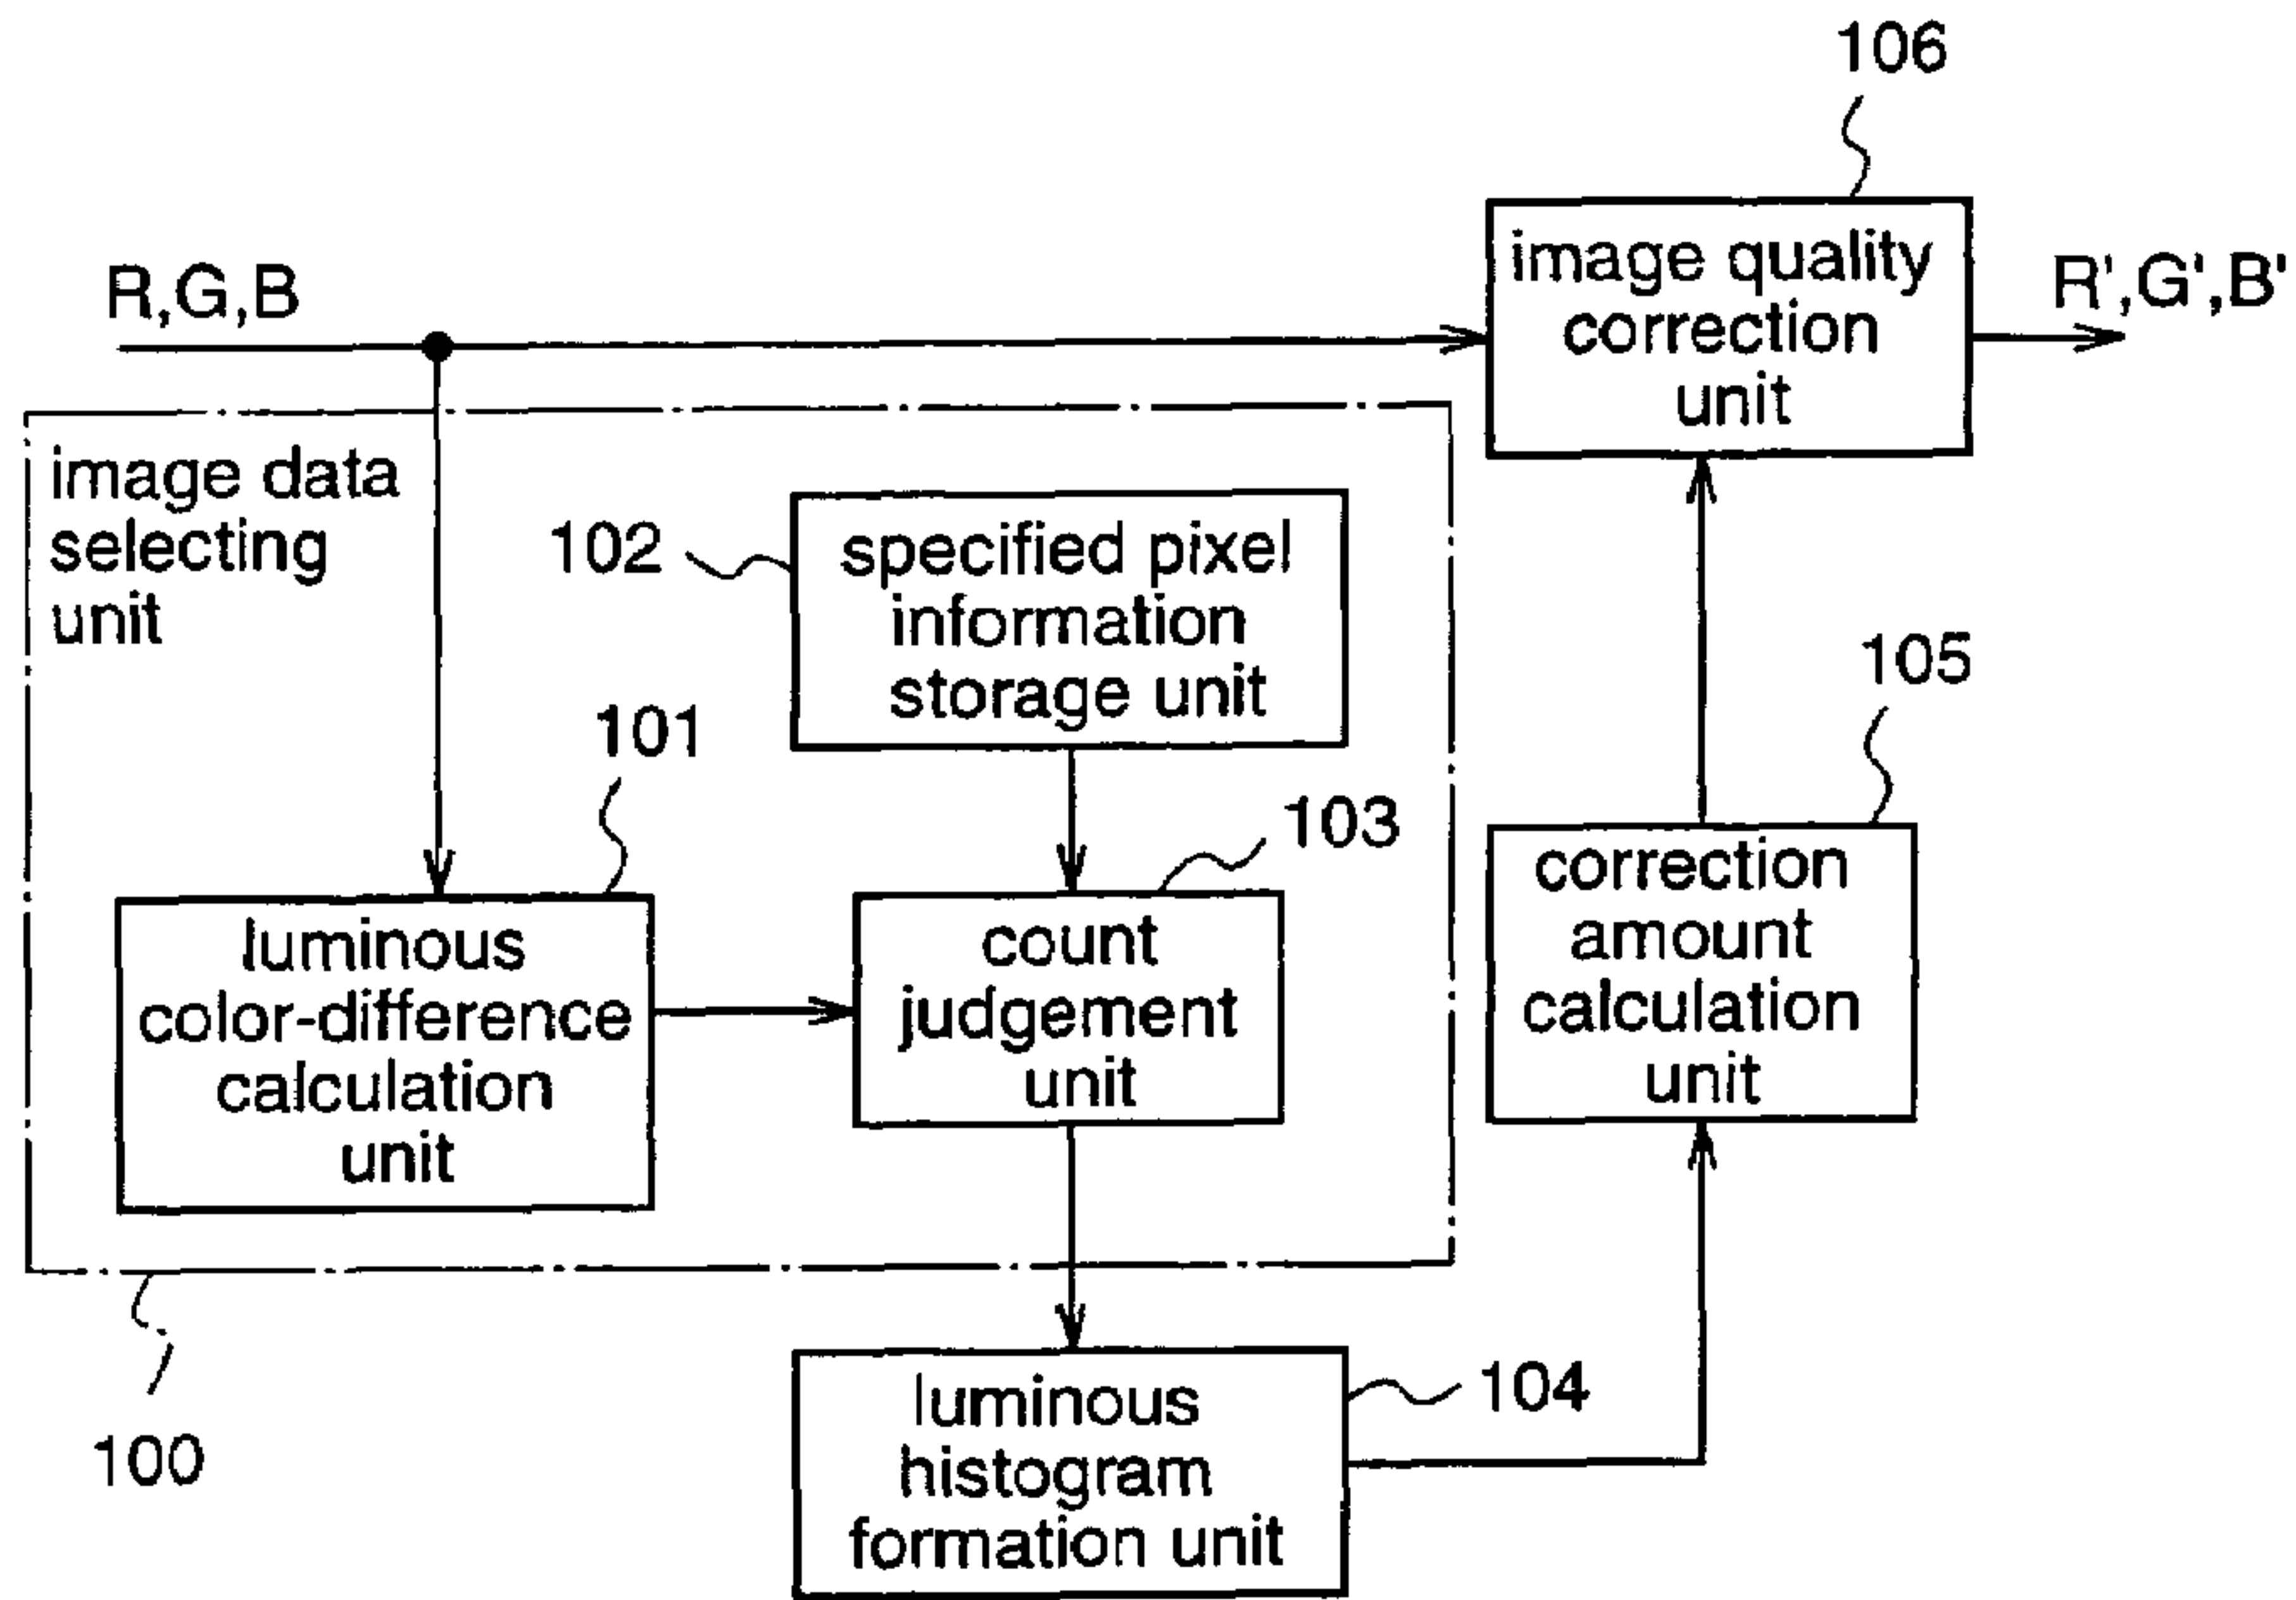 106
R,G,B
image quality
correction
unit
R',G',B'
image data
selecting
unit
102
specified pixel
information
storage unit
105
101
103
luminous
color-difference
calculation
unit
count
judgement
unit
correction
amount
calculation
unit
104
luminous
histogram
formation unit
100